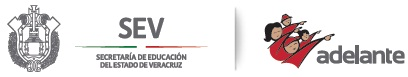 SEV
SECRETARÍA DE EDUCACIÓN
DEL ESTADO DE VERACRUZ
adelante